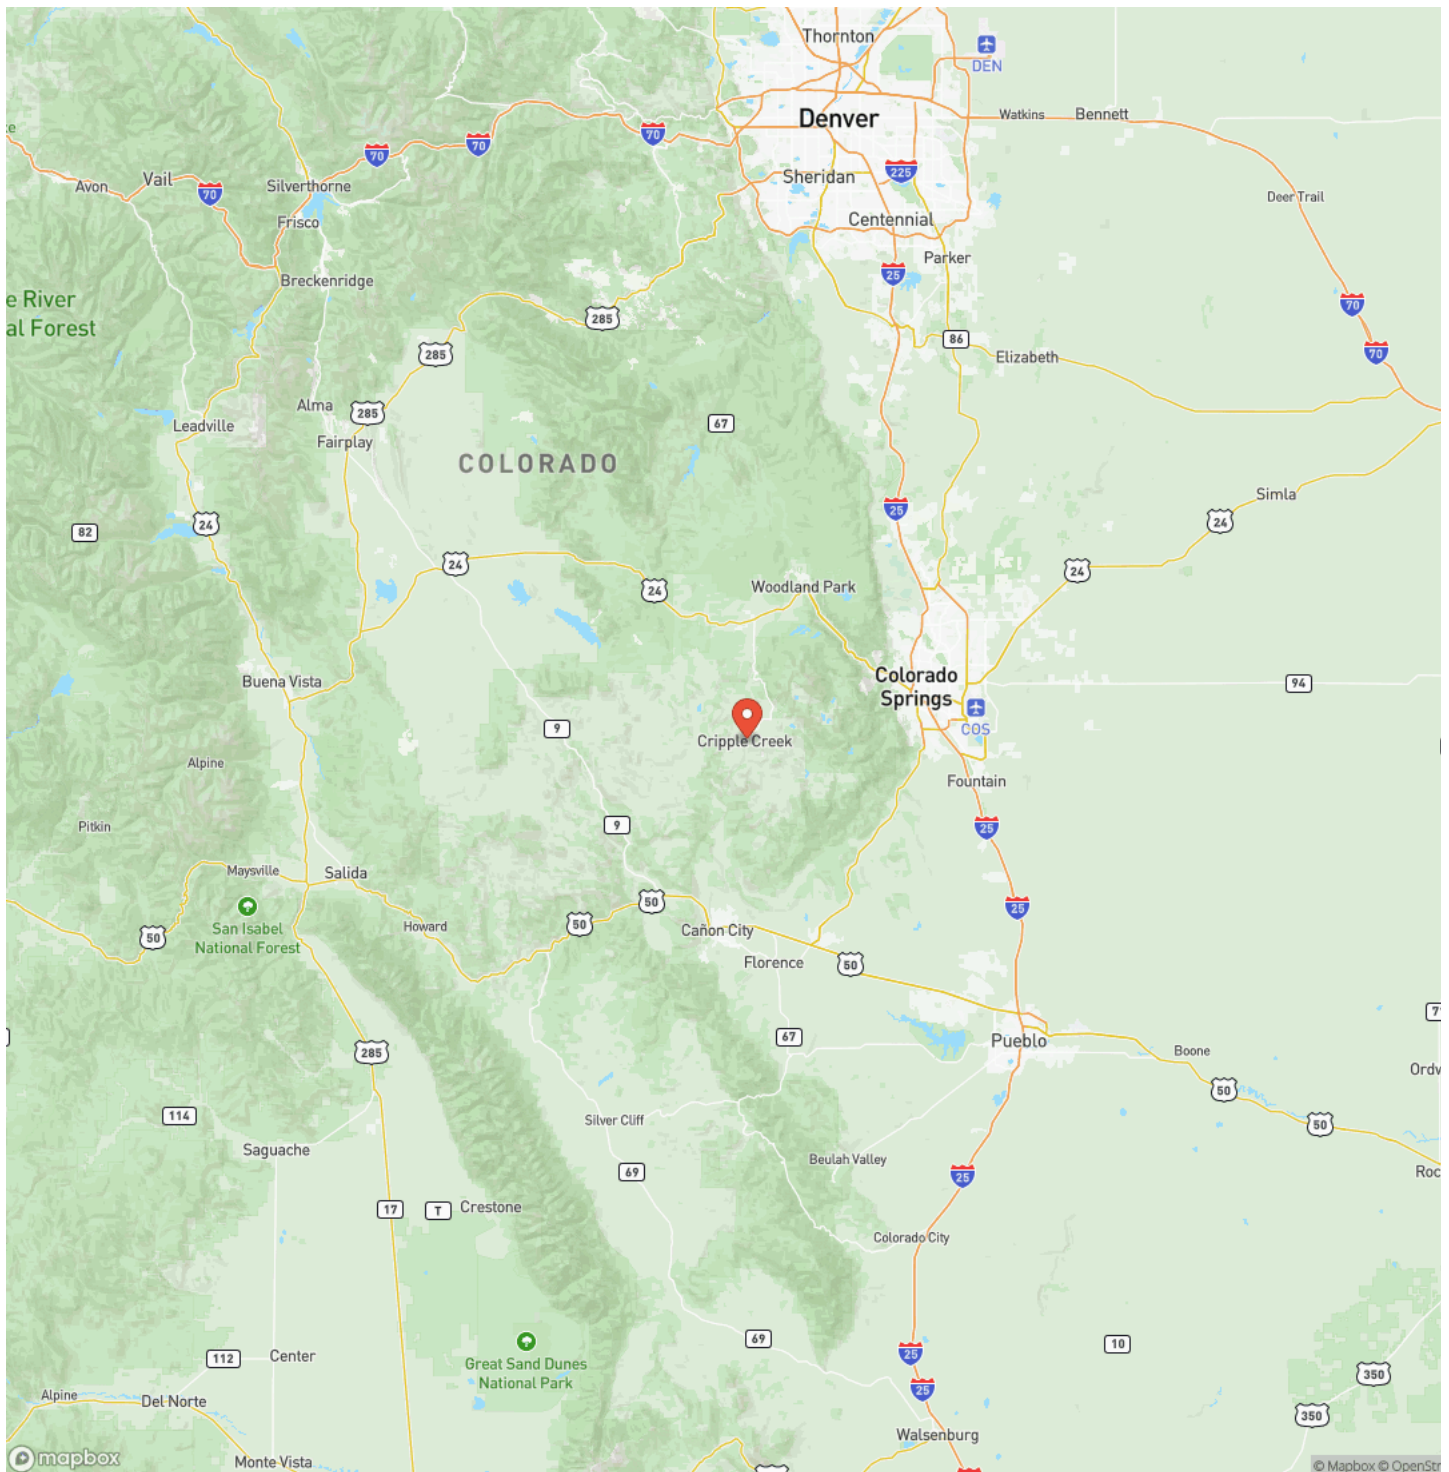 Thornton
DEN
Denver
Watkins
Bennett
70
70
70
70
Avon
Vail
Silverthorne
Sheridan
225
Deer Trail
Frisco
Centennial
Parker
Breckenridge
25
e River
al Forest
285
70
86
285
Elizabeth
70
Alma
285
67
Leadville
Fairplay
COLORADO
Simla
25
82
24
24
24
24
24
Woodland Park
Buena Vista
Colorado
Springs
94
9
COS
Cripple Creek
Alpine
Fountain
Pitkin
9
25
Maysville
Salida
50
25
San Isabel
National Forest
50
Howard
50
Cañon City
Florence
50
67
Pueblo
285
Boone
Ordv
50
114
Silver Cliff
50
Saguache
Beulah Valley
69
25
Roc
17
T
Crestone
Colorado City
69
10
112
Center
Great Sand Dunes
National Park
25
25
350
Alpine
Del Norte
350
Walsenburg
Monte Vista
mapbox
© Mapbox © OpenStr